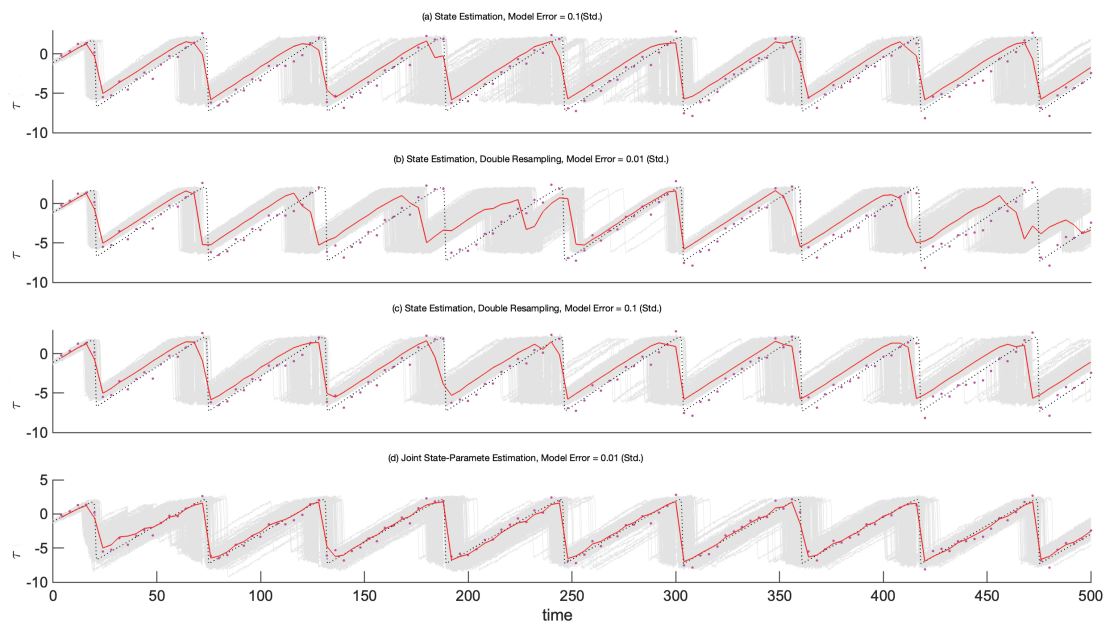 (a) State Estimation, Model Error = 0.1(Std.)
0
-5
-10
τ
(b) State Estimation, Double Resampling, Model Error = 0.01 (Std.)
0
-5
-10
τ
(c) State Estimation, Double Resampling, Model Error = 0.1 (Std.)
0
-5
-10
τ
(d) Joint State-Paramete Estimation, Model Error = 0.01 (Std.)
5
0
-5
-10
τ
0 50 100 150 200 250 300 350 400 450 500
time